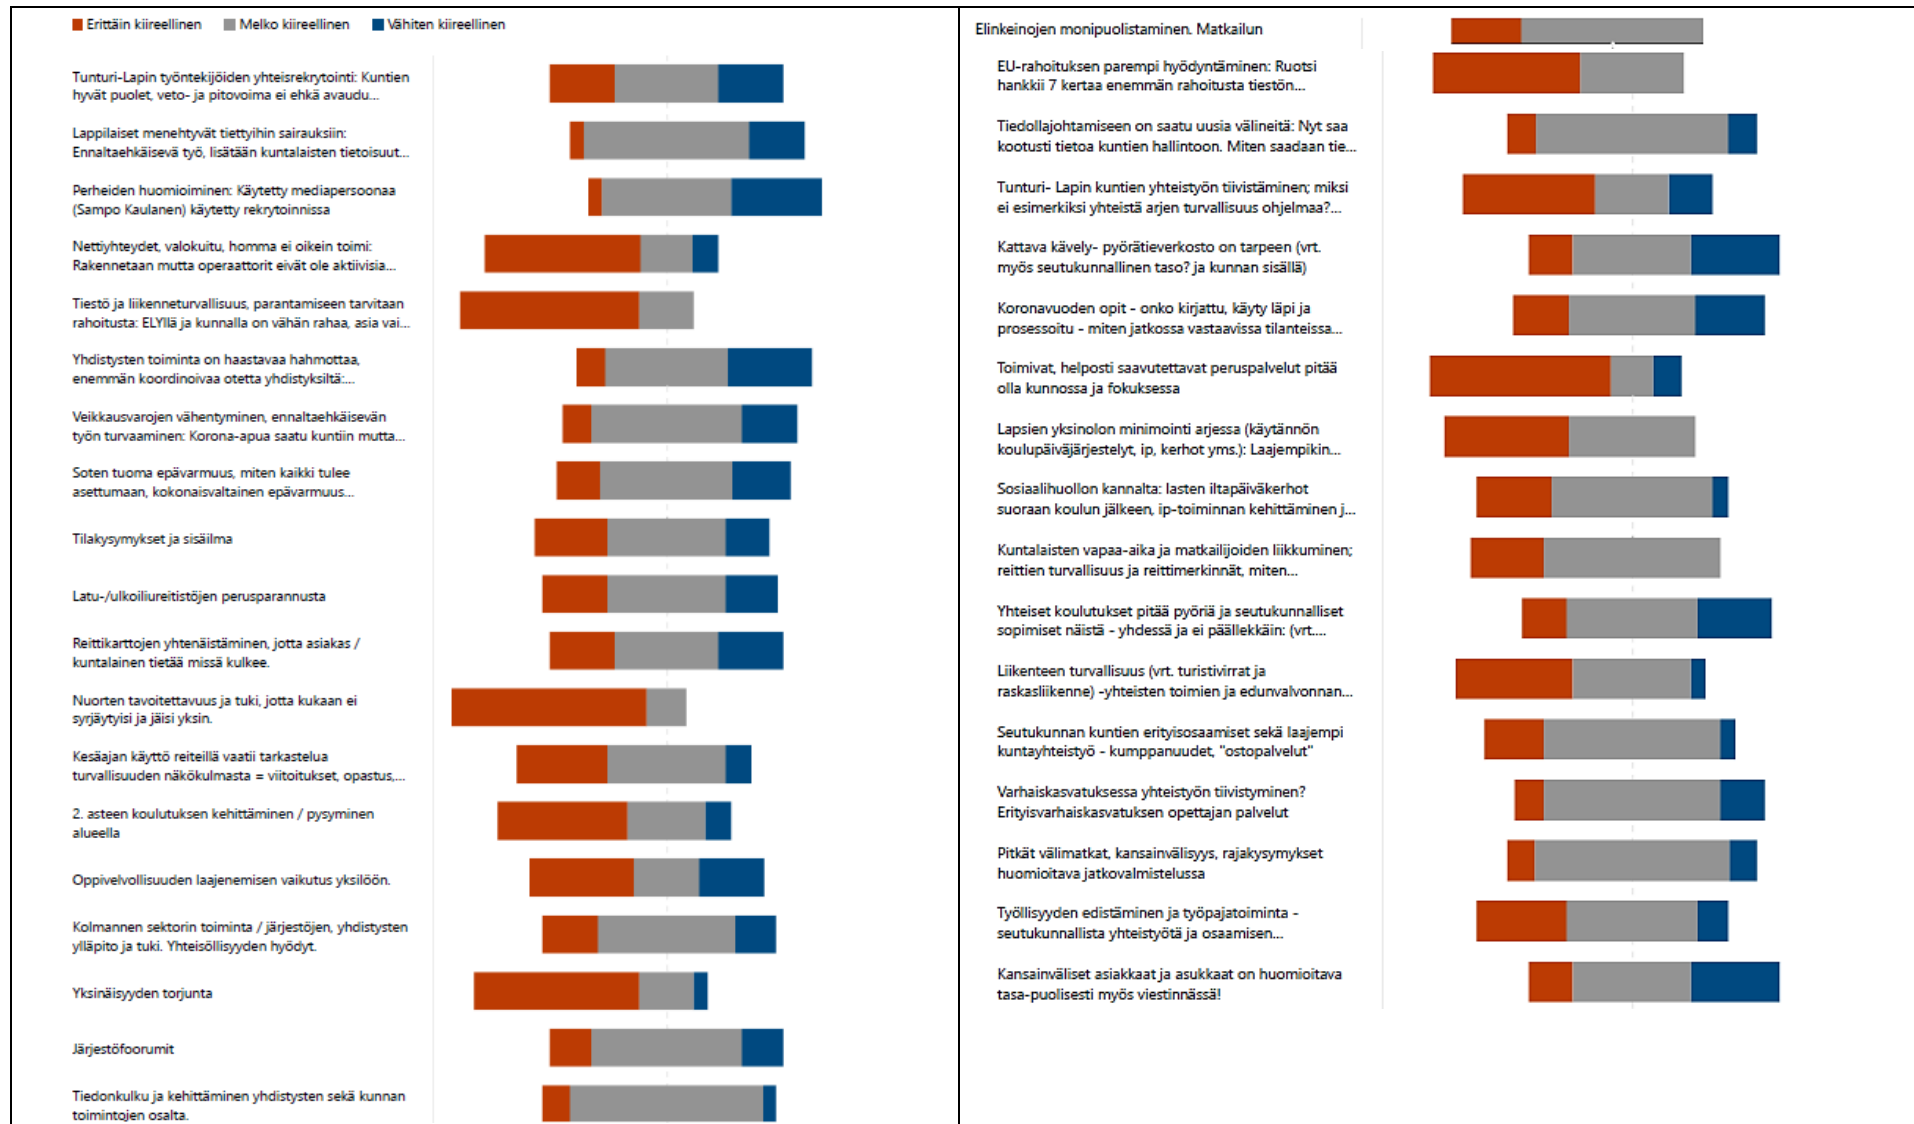 Erittäin kiireellinen Melko kiireellinen Vähiten kiireellinen
Tunturi-Lapin työntekijöiden yhteisrekrytointi: Kuntien
hyvät puolet, veto- ja pitovoima ei ehkä avaudu...
Lappilaiset menehtyvät tiettyihin sairauksiin:
Ennaltaehkäisevä työ, lisätään kuntalaisten tietoisuut...
Perheiden huomioiminen: Käytetty mediapersoonaa
(Sampo Kaulanen) käytetty rekrytoinnissa
Nettiyhteydet, valokuitu, homma ei oikein toimi:
Rakennetaan mutta operaattorit eivät ole aktiivisia...
Tiestö ja liikenneturvallisuus, parantamiseen tarvitaan
rahoitusta: ELYllä ja kunnalla on vähän rahaa, asia vai...
Yhdistysten toiminta on haastavaa hahmottaa,
enemmän koordinoivaa otetta yhdistyksiltä:...
Veikkausvarojen vähentyminen, ennaltaehkäisevän
työn turvaaminen: Korona-apua saatu kuntiin mutta...
Soten tuoma epävarmuus, miten kaikki tulee
asettumaan, kokonaisvaltainen epävarmuus...
Tilakysymykset ja sisäilma
Latu-/ulkoiliureitistöjen perusparannusta
Reittikarttojen yhtenäistäminen, jotta asiakas /
kuntalainen tietää missä kulkee.
Nuorten tavoitettavuus ja tuki, jotta kukaan ei
syrjäytyisi ja jäisi yksin.
Kesäajan käyttö reiteillä vaatii tarkastelua
turvallisuuden näkökulmasta = viitoitukset, opastus,...
2. asteen koulutuksen kehittäminen / pysyminen
alueella
Oppivelvollisuuden laajenemisen vaikutus yksilöön.
Kolmannen sektorin toiminta / järjestöjen, yhdistysten
ylläpito ja tuki. Yhteisöllisyyden hyödyt.
Yksinäisyyden torjunta
Järjestöfoorumit
Tiedonkulku ja kehittäminen yhdistysten sekä kunnan
toimintojen osalta.
Elinkeinojen monipuolistaminen. Matkailun
EU-rahoituksen parempi hyödyntäminen: Ruotsi
hankkii 7 kertaa enemmän rahoitusta tiestön...
Tiedollajohtamiseen on saatu uusia välineitä: Nyt saa
kootusti tietoa kuntien hallintoon. Miten saadaan tie...
Tunturi- Lapin kuntien yhteistyön tiivistäminen; miksi
ei esimerkiksi yhteistä arjen turvallisuus ohjelmaa?...
Kattava kävely- pyörätieverkosto on tarpeen (vrt.
myös seutukunnallinen taso? ja kunnan sisällä)
Koronavuoden opit - onko kirjattu, käyty läpi ja
prosessoitu - miten jatkossa vastaavissa tilanteissa...
Toimivat, helposti saavutettavat peruspalvelut pitää
olla kunnossa ja fokuksessa
Lapsien yksinolon minimointi arjessa (käytännön
koulupäiväjärjestelyt, ip, kerhot yms.): Laajempikin...
Sosiaalihuollon kannalta: lasten iltapäiväkerhot
suoraan koulun jälkeen, ip-toiminnan kehittäminen j...
Kuntalaisten vapaa-aika ja matkailijoiden liikkuminen;
reittien turvallisuus ja reittimerkinnät, miten...
Yhteiset koulutukset pitää pyöriä ja seutukunnalliset
sopimiset näistä - yhdessä ja ei päällekkäin: (vrt....
Liikenteen turvallisuus (vrt. turistivirrat ja
raskasliikenne) -yhteisten toimien ja edunvalvonnan...
Seutukunnan kuntien erityisosaamiset sekä laajempi
kuntayhteistyö - kumppanuudet, "ostopalvelut"
Varhaiskasvatuksessa yhteistyön tiivistyminen?
Erityisvarhaiskasvatuksen opettajan palvelut
Pitkät välimatkat, kansainvälisyys, rajakysymykset
huomioitava jatkovalmistelussa
Työllisyyden edistäminen ja työpajatoiminta -
seutukunnallista yhteistyötä ja osaamisen...
Kansainväliset asiakkaat ja asukkaat on huomioitava
tasa-puolisesti myös viestinnässä!